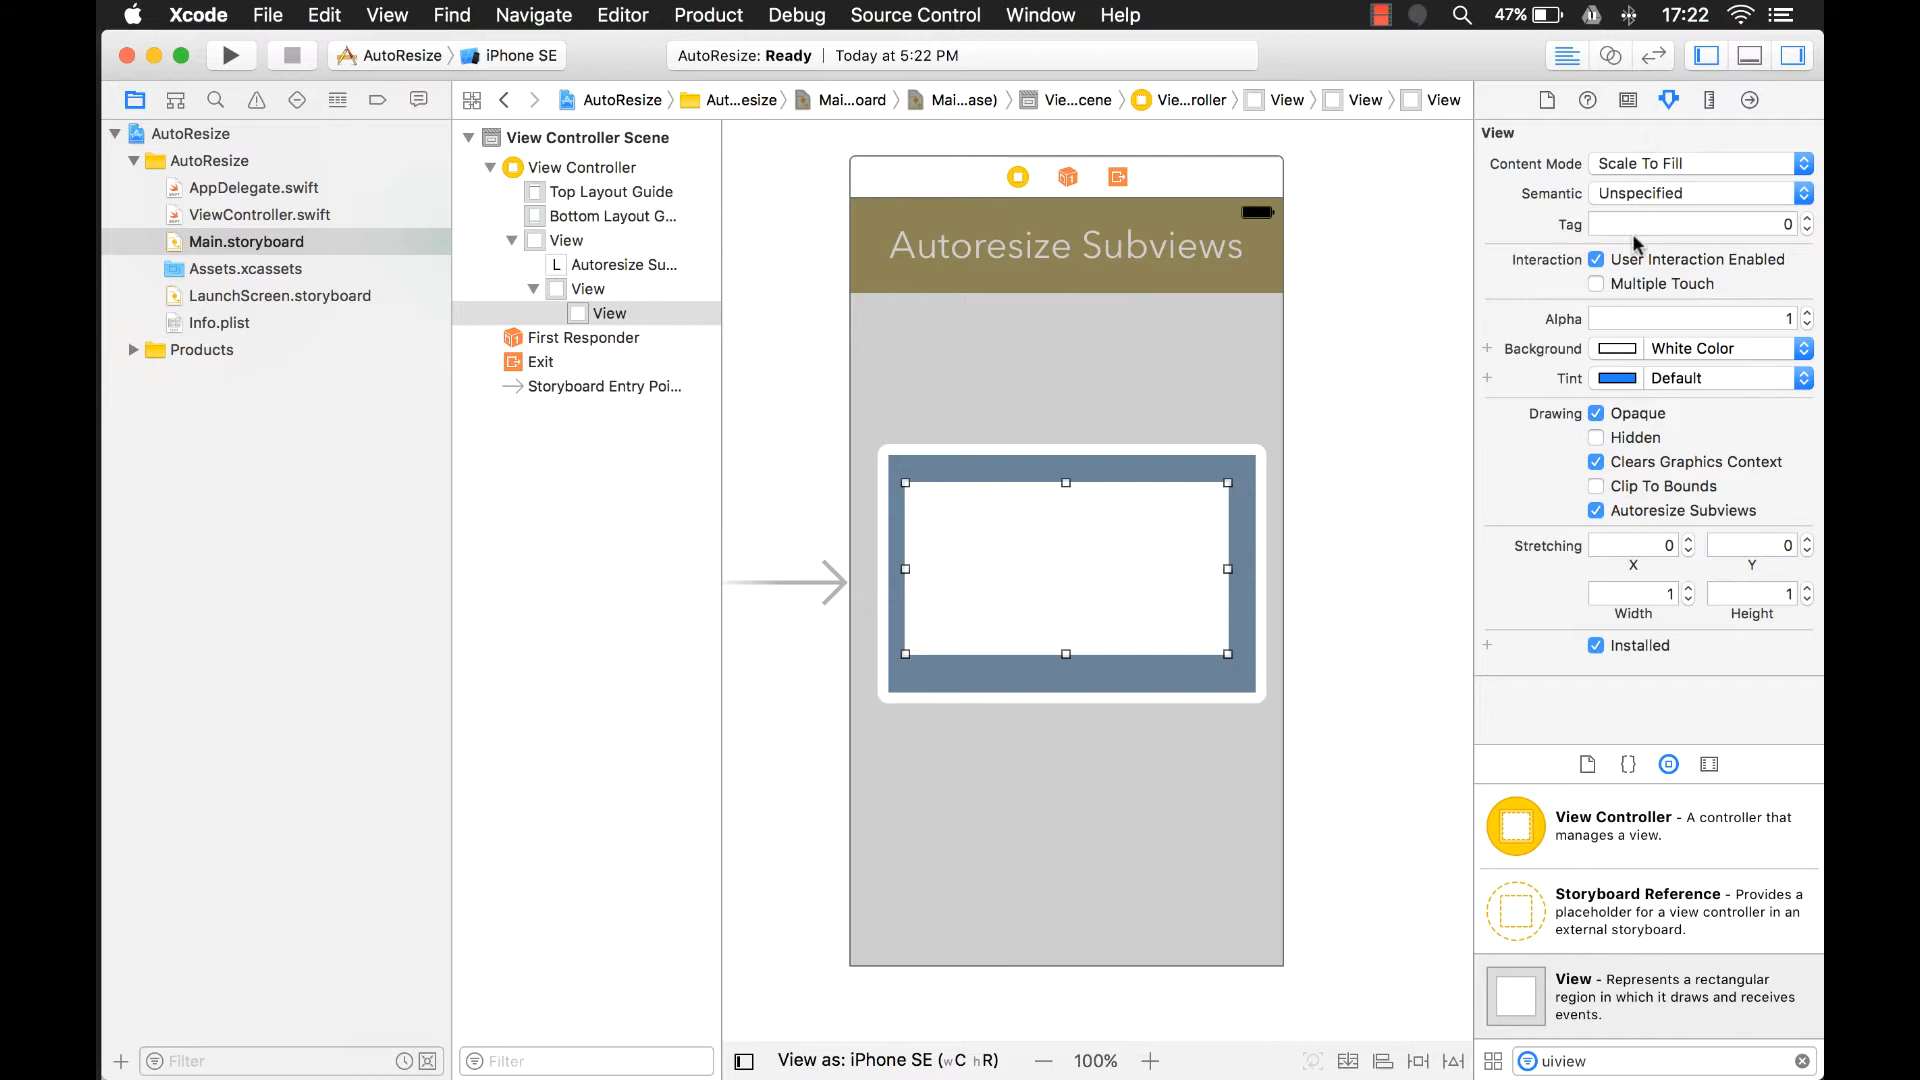 Xcode File Edit View Find Navigate Editor Product Debug Source Control Window Help 47% 17:22
AutoResize iPhone SE AutoResize: Ready Today at 5:22 PM
AutoResize Aut...esize Mai...oard Mai...ase) Vie...cene Vie...roller View View View
AutoResize
AutoResize
AppDelegate.swift
ViewController.swift
Main.storyboard
Assets.xcassets
LaunchScreen.storyboard
Info.plist
Products
Filter
View Controller Scene
View Controller
Top Layout Guide
Bottom Layout G...
View
L Autoresize Su...
View
View
First Responder
Exit
Storyboard Entry Poi...
Filter
Autoresize Subviews
View as: iPhone SE (wC hR) — 100% +
View
Content Mode Scale To Fill
Semantic Unspecified
Tag 0
Interaction User Interaction Enabled
Multiple Touch
Alpha 1
+ Background White Color
+ Tint Default
Drawing Opaque
Hidden
Clears Graphics Context
Clip To Bounds
Autoresize Subviews
Stretching 0 0
X Y
1 1
Width Height
+ Installed
View Controller - A controller that
manages a view.
Storyboard Reference - Provides a
placeholder for a view controller in an
external storyboard.
View - Represents a rectangular
region in which it draws and receives
events.
uiview